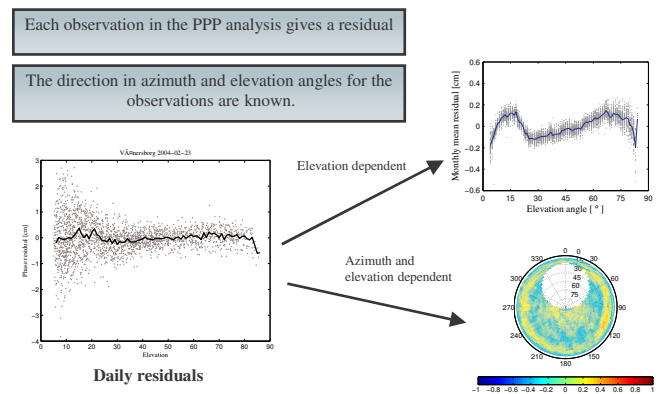 Each observation in the PPP analysis gives a residual
The direction in azimuth and elevation angles for the
observations are known.
VÃ¤nersborg 2004−02−23
Phase residual [cm]
3
2
1
0
−1
−2
−3
−4
0 10 20 30 40 50 60 70 80 90
Elevation
Daily residuals
Elevation dependent
Azimuth and
elevation dependent
Monthly mean residual [cm]
0.6
0.4
0.2
0
−0.2
−0.4
−0.6
0 15 30 45 60 75 90
Elevation angle [ ° ]
0
330 0 30
15
30
300 45 60
60
75
270 90
240 120
210 150
180
−1 −0.8 −0.6 −0.4 −0.2 0 0.2 0.4 0.6 0.8 1